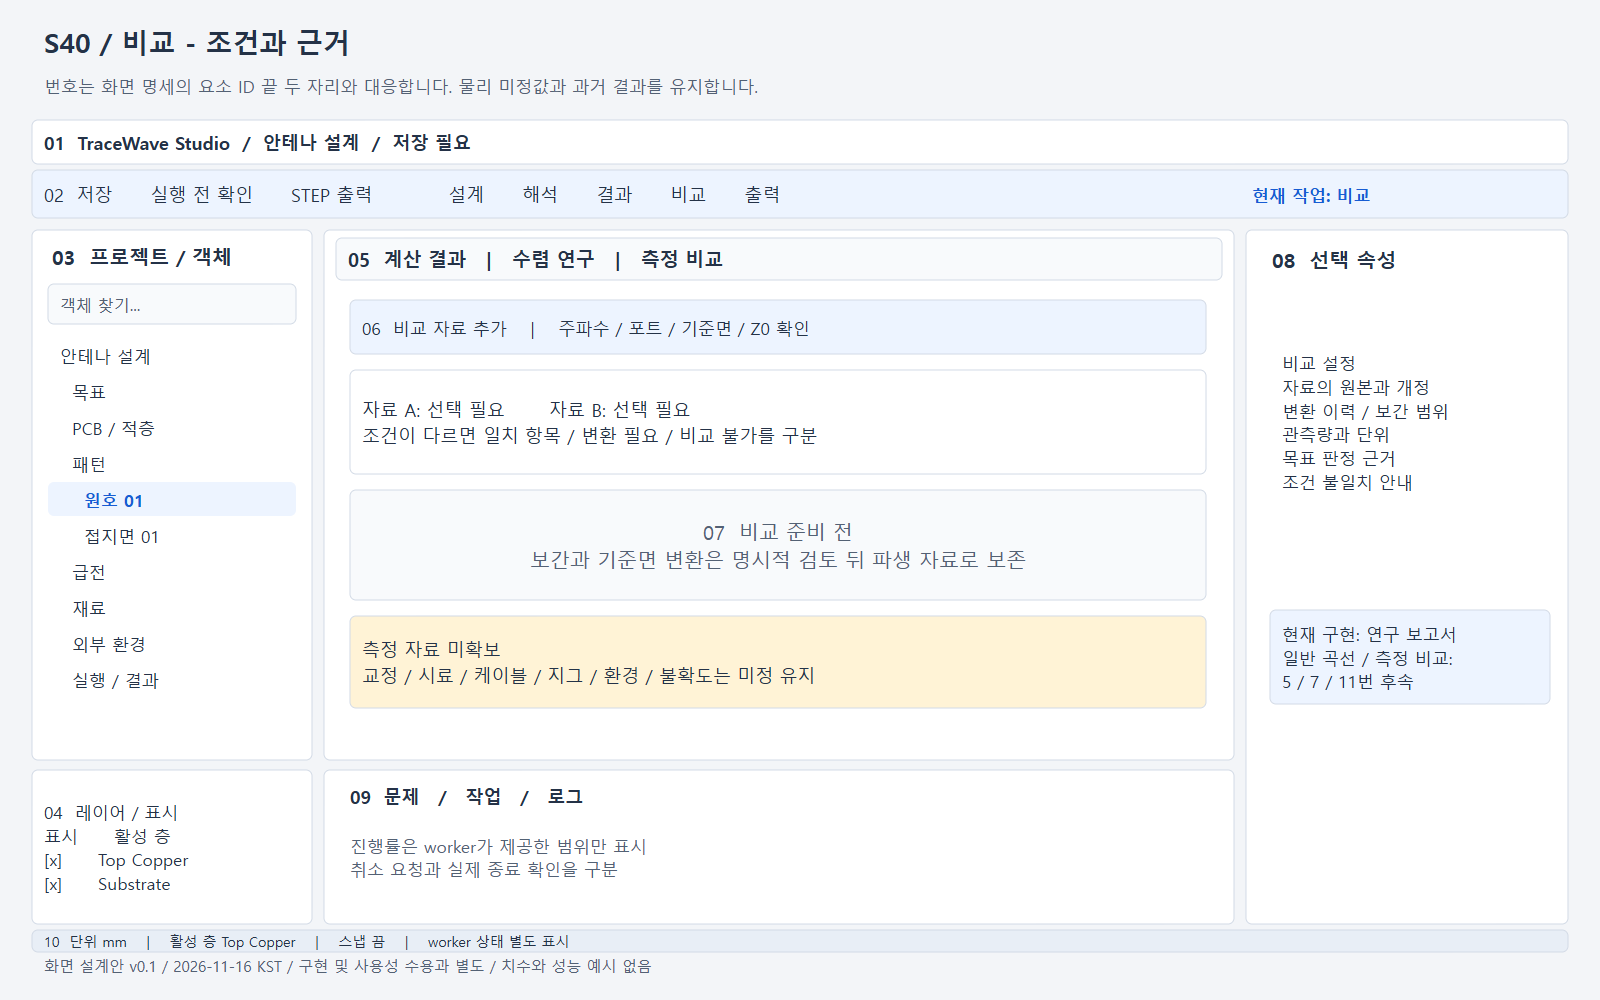 S40 / 비교 - 조건과 근거
번호는 화면 명세의 요소 ID 끝 두 자리와 대응합니다. 물리 미정값과 과거 결과를 유지합니다.
01 TraceWave Studio / 안테나 설계 / 저장 필요
02 저장 실행 전 확인 STEP 출력 설계 해석 결과 비교 출력 현재 작업: 비교
03 프로젝트 / 객체
객체 찾기...
안테나 설계
목표
PCB / 적층
패턴
원호 01
접지면 01
급전
재료
외부 환경
실행 / 결과
04 레이어 / 표시
표시 활성 층
[x] Top Copper
[x] Substrate
05 계산 결과 | 수렴 연구 | 측정 비교
06 비교 자료 추가 | 주파수 / 포트 / 기준면 / Z0 확인
자료 A: 선택 필요 자료 B: 선택 필요
조건이 다르면 일치 항목 / 변환 필요 / 비교 불가를 구분
07 비교 준비 전
보간과 기준면 변환은 명시적 검토 뒤 파생 자료로 보존
측정 자료 미확보
교정 / 시료 / 케이블 / 지그 / 환경 / 불확도는 미정 유지
08 선택 속성
비교 설정
자료의 원본과 개정
변환 이력 / 보간 범위
관측량과 단위
목표 판정 근거
조건 불일치 안내
현재 구현: 연구 보고서
일반 곡선 / 측정 비교:
5 / 7 / 11번 후속
09 문제 / 작업 / 로그
진행률은 worker가 제공한 범위만 표시
취소 요청과 실제 종료 확인을 구분
10 단위 mm | 활성 층 Top Copper | 스냅 끔 | worker 상태 별도 표시
화면 설계안 v0.1 / 2026-11-16 KST / 구현 및 사용성 수용과 별도 / 치수와 성능 예시 없음